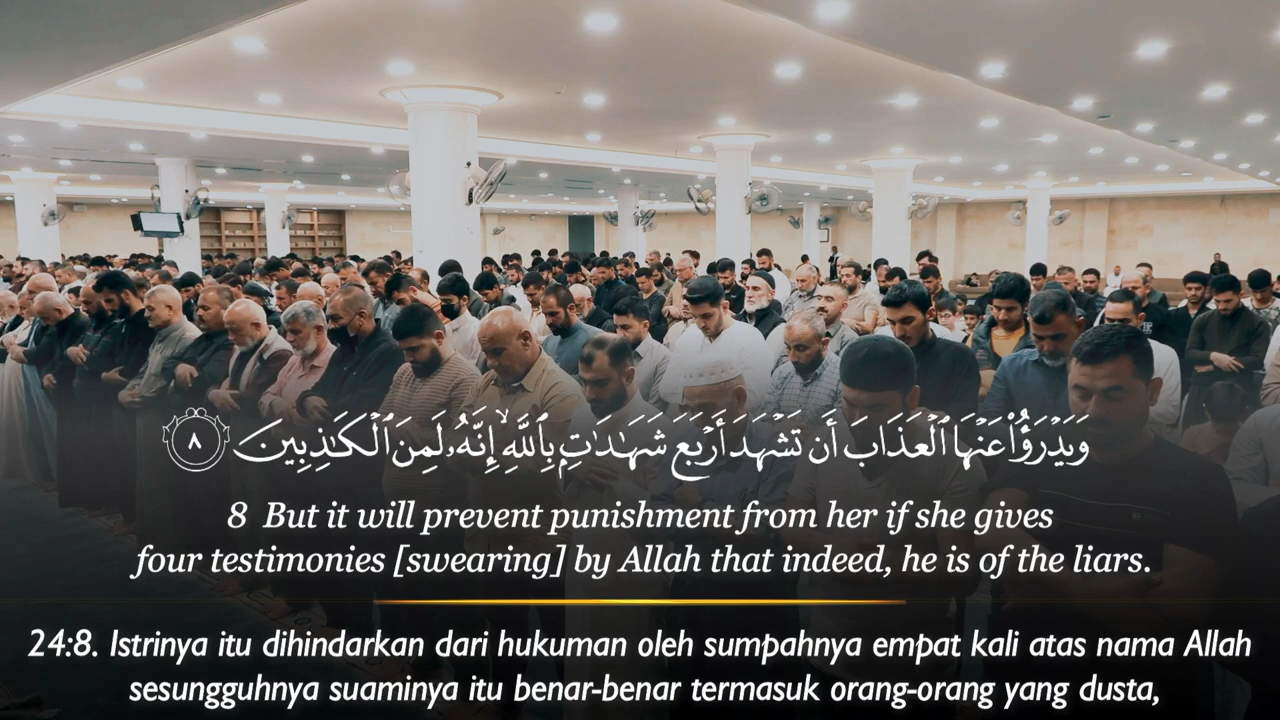 وَيَدْرَؤُا۟ عَنْهَا ٱلْعَذَابَ أَن تَشْهَدَ أَرْبَعَ شَهَٰدَٰتٍۭ بِٱللَّهِ ۙ إِنَّهُۥ لَمِنَ ٱلْكَٰذِبِينَ ٨
8 But it will prevent punishment from her if she gives
four testimonies [swearing] by Allah that indeed, he is of the liars.
24:8. Istrinya itu dihindarkan dari hukuman oleh sumpahnya empat kali atas nama Allah
sesungguhnya suaminya itu benar-benar termasuk orang-orang yang dusta,